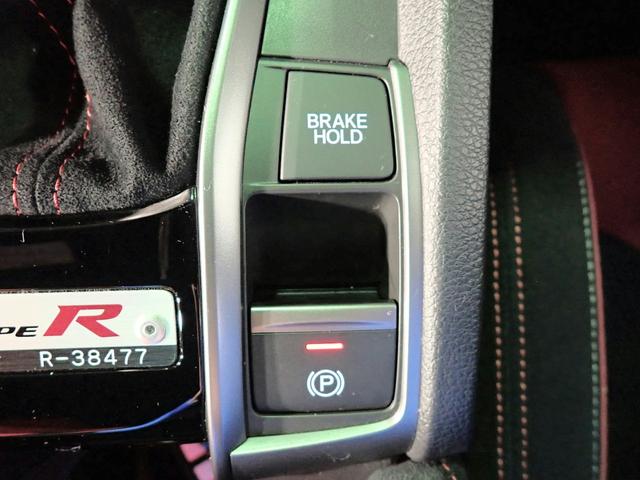 BRAKE
HOLD
PE R
R-38477
(P)